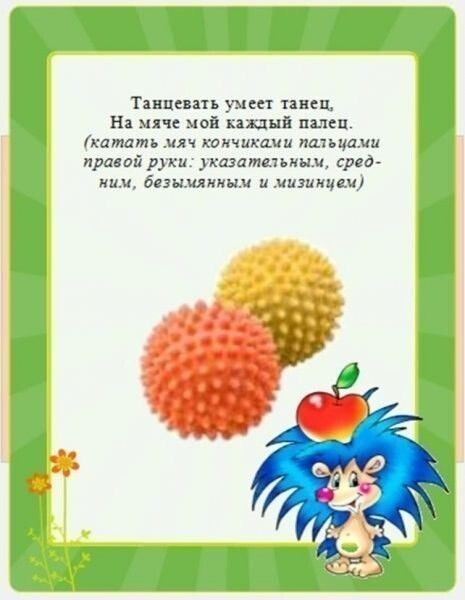 Танцевать умеет танец,
На мяче мой каждый палец.
(катать мяч кончиками пальцами
правой руки: указательным, сред-
ним, безымянным и мизинцем)